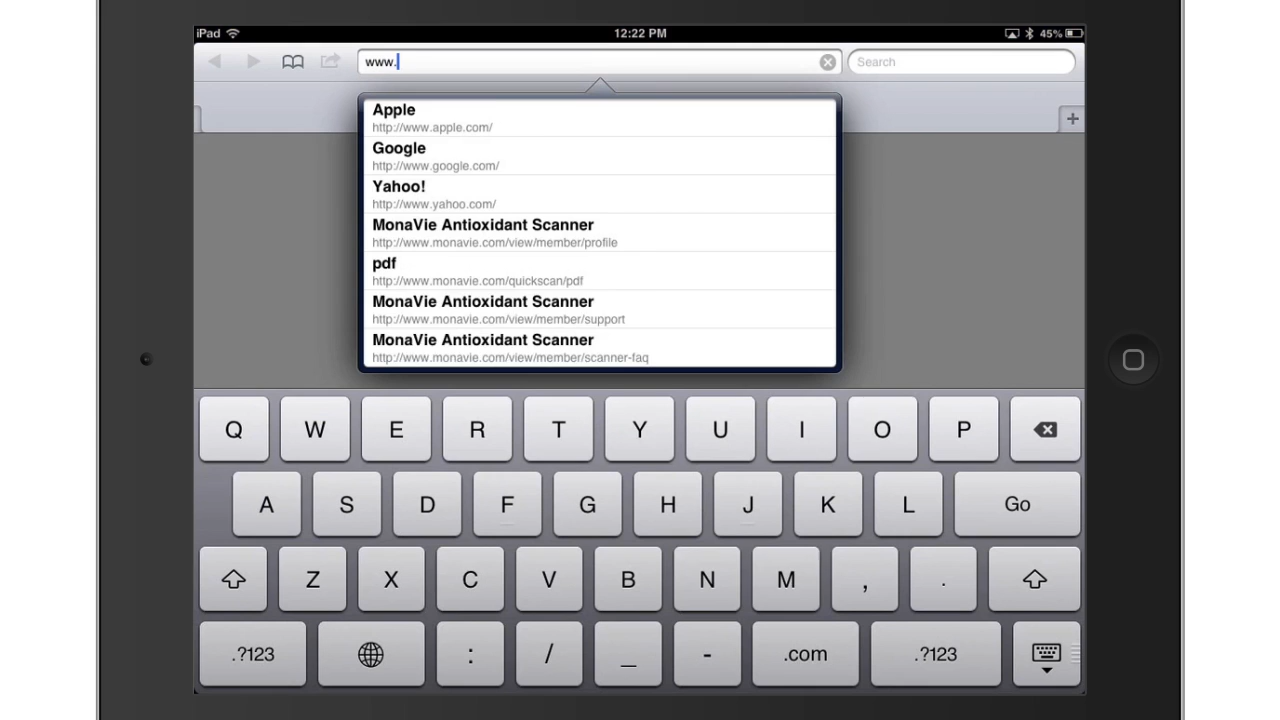 iPad 12:22 PM 45%
www. Search
Apple
http://www.apple.com/
Google
http://www.google.com/
Yahoo!
http://www.yahoo.com/
MonaVie Antioxidant Scanner
http://www.monavie.com/view/member/profile
pdf
http://www.monavie.com/quickscan/pdf
MonaVie Antioxidant Scanner
http://www.monavie.com/view/member/support
MonaVie Antioxidant Scanner
http://www.monavie.com/view/member/scanner-faq
Q W E R T Y U I O P
A S D F G H J K L Go
Z X C V B N M , .
.?123 : / _ - .com .?123